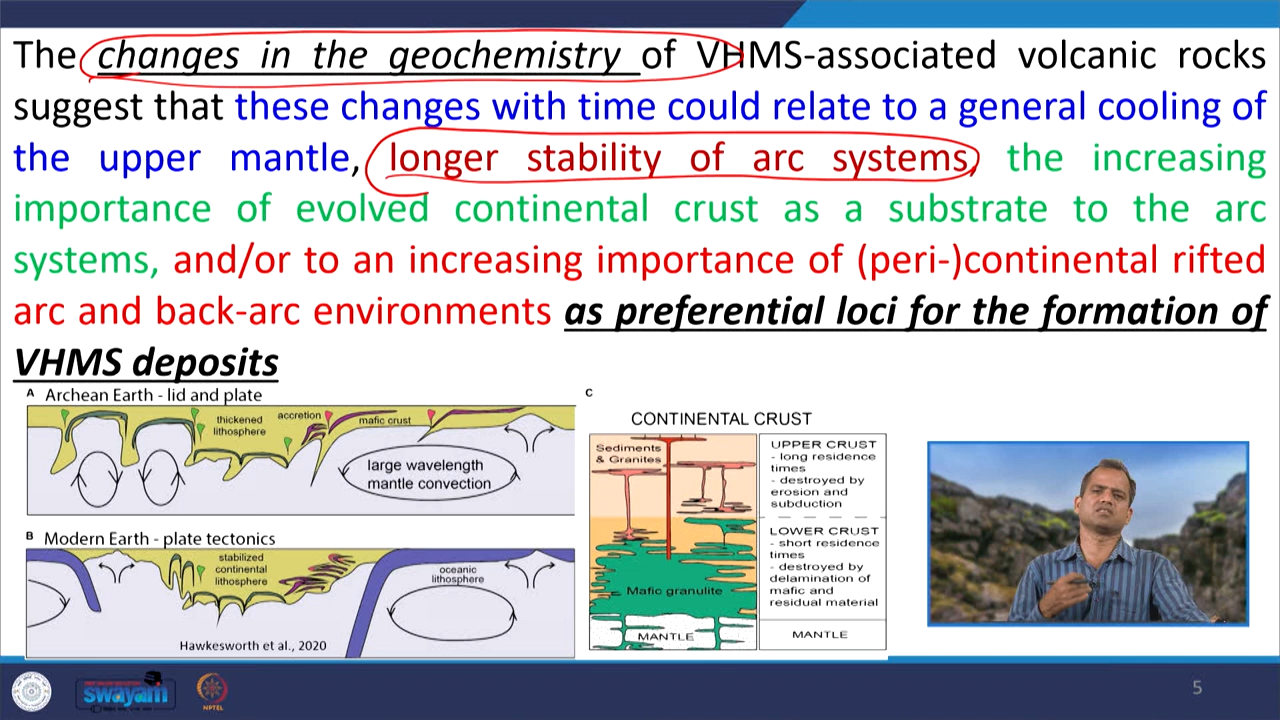 The changes in the geochemistry of VHMS-associated volcanic rocks
suggest that these changes with time could relate to a general cooling of
the upper mantle, longer stability of arc systems, the increasing
importance of evolved continental crust as a substrate to the arc
systems, and/or to an increasing importance of (peri-)continental rifted
arc and back-arc environments as preferential loci for the formation of
VHMS deposits
A Archean Earth - lid and plate
thickened
lithosphere
accretion
mafic crust
large wavelength
mantle convection
B Modern Earth - plate tectonics
stabilized
continental
lithosphere
oceanic
lithosphere
Hawkesworth et al., 2020
C
CONTINENTAL CRUST
Sediments
& Granites
Mafic granulite
MANTLE
UPPER CRUST
- long residence
times
- destroyed by
erosion and
subduction
LOWER CRUST
- short residence
times
- destroyed by
delamination of
mafic and
residual material
MANTLE
swayam
NPTEL
5